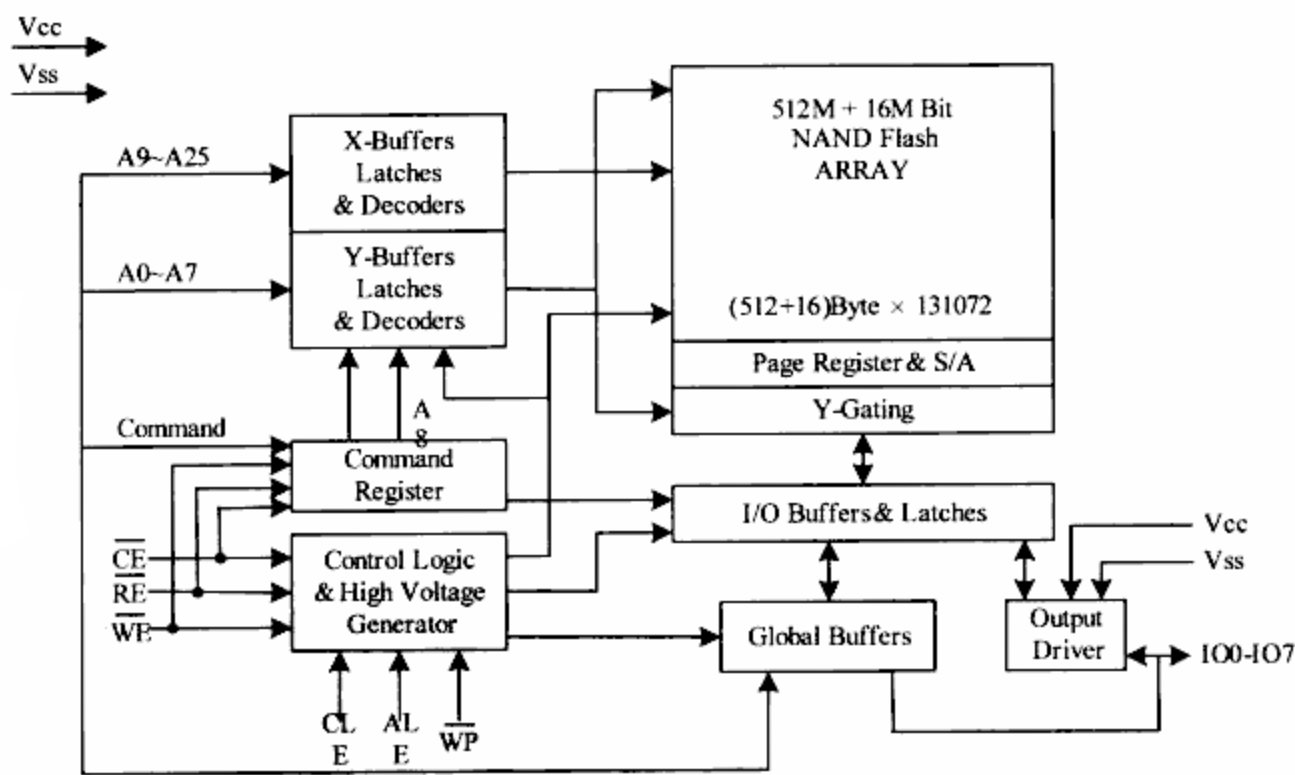 Vcc
Vss
A9~A25
X-Buffers
Latches
& Decoders
A0~A7
Y-Buffers
Latches
& Decoders
512M + 16M Bit
NAND Flash
ARRAY
(512+16)Byte × 131072
Page Register & S/A
Y-Gating
A
8
Command
Command
Register
I/O Buffers & Latches
CE
RE
WE
Control Logic
& High Voltage
Generator
Global Buffers
Output
Driver
Vcc
Vss
IO0-IO7
CL
E
AL
E
WP